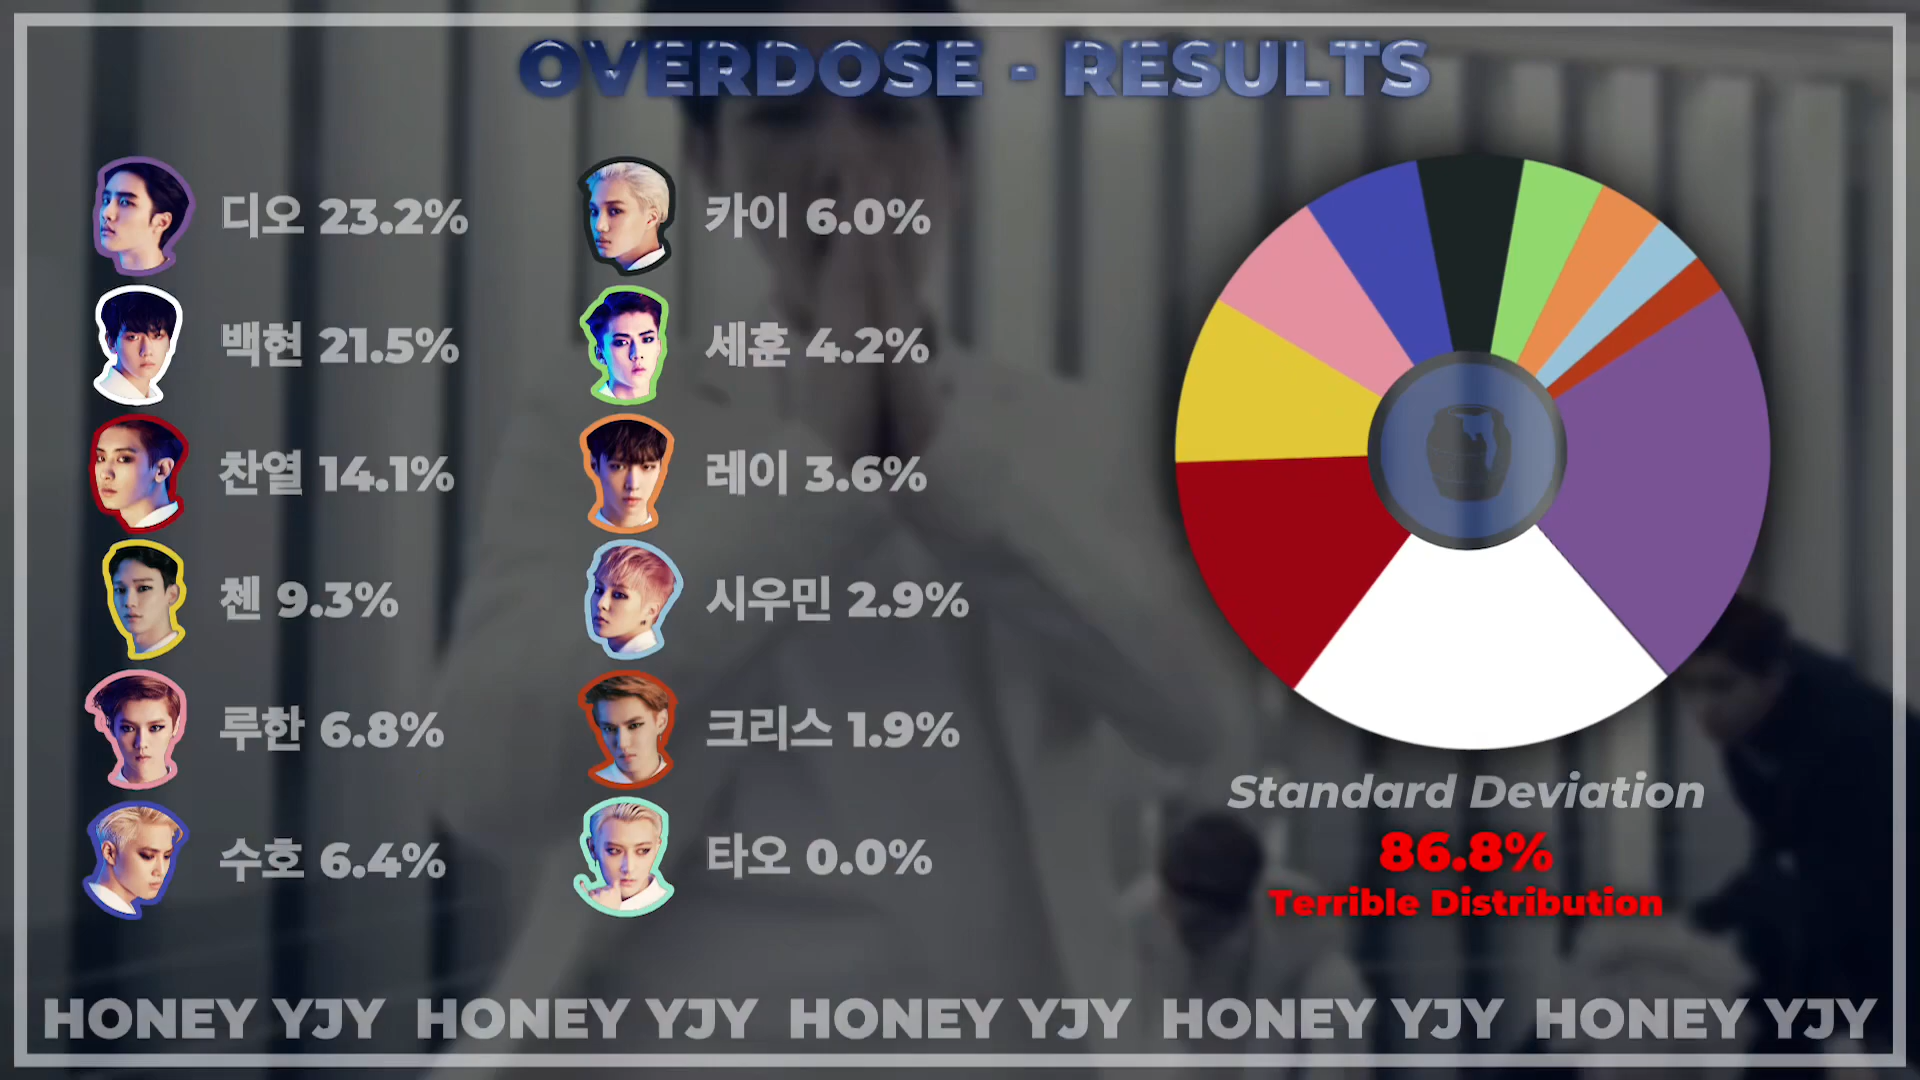 OVERDOSE - RESULTS
디오 23.2%
백현 21.5%
찬열 14.1%
첸 9.3%
루한 6.8%
수호 6.4%
카이 6.0%
세훈 4.2%
레이 3.6%
시우민 2.9%
크리스 1.9%
타오 0.0%
Standard Deviation
86.8%
Terrible Distribution
HONEY YJY HONEY YJY HONEY YJY HONEY YJY HONEY YJY